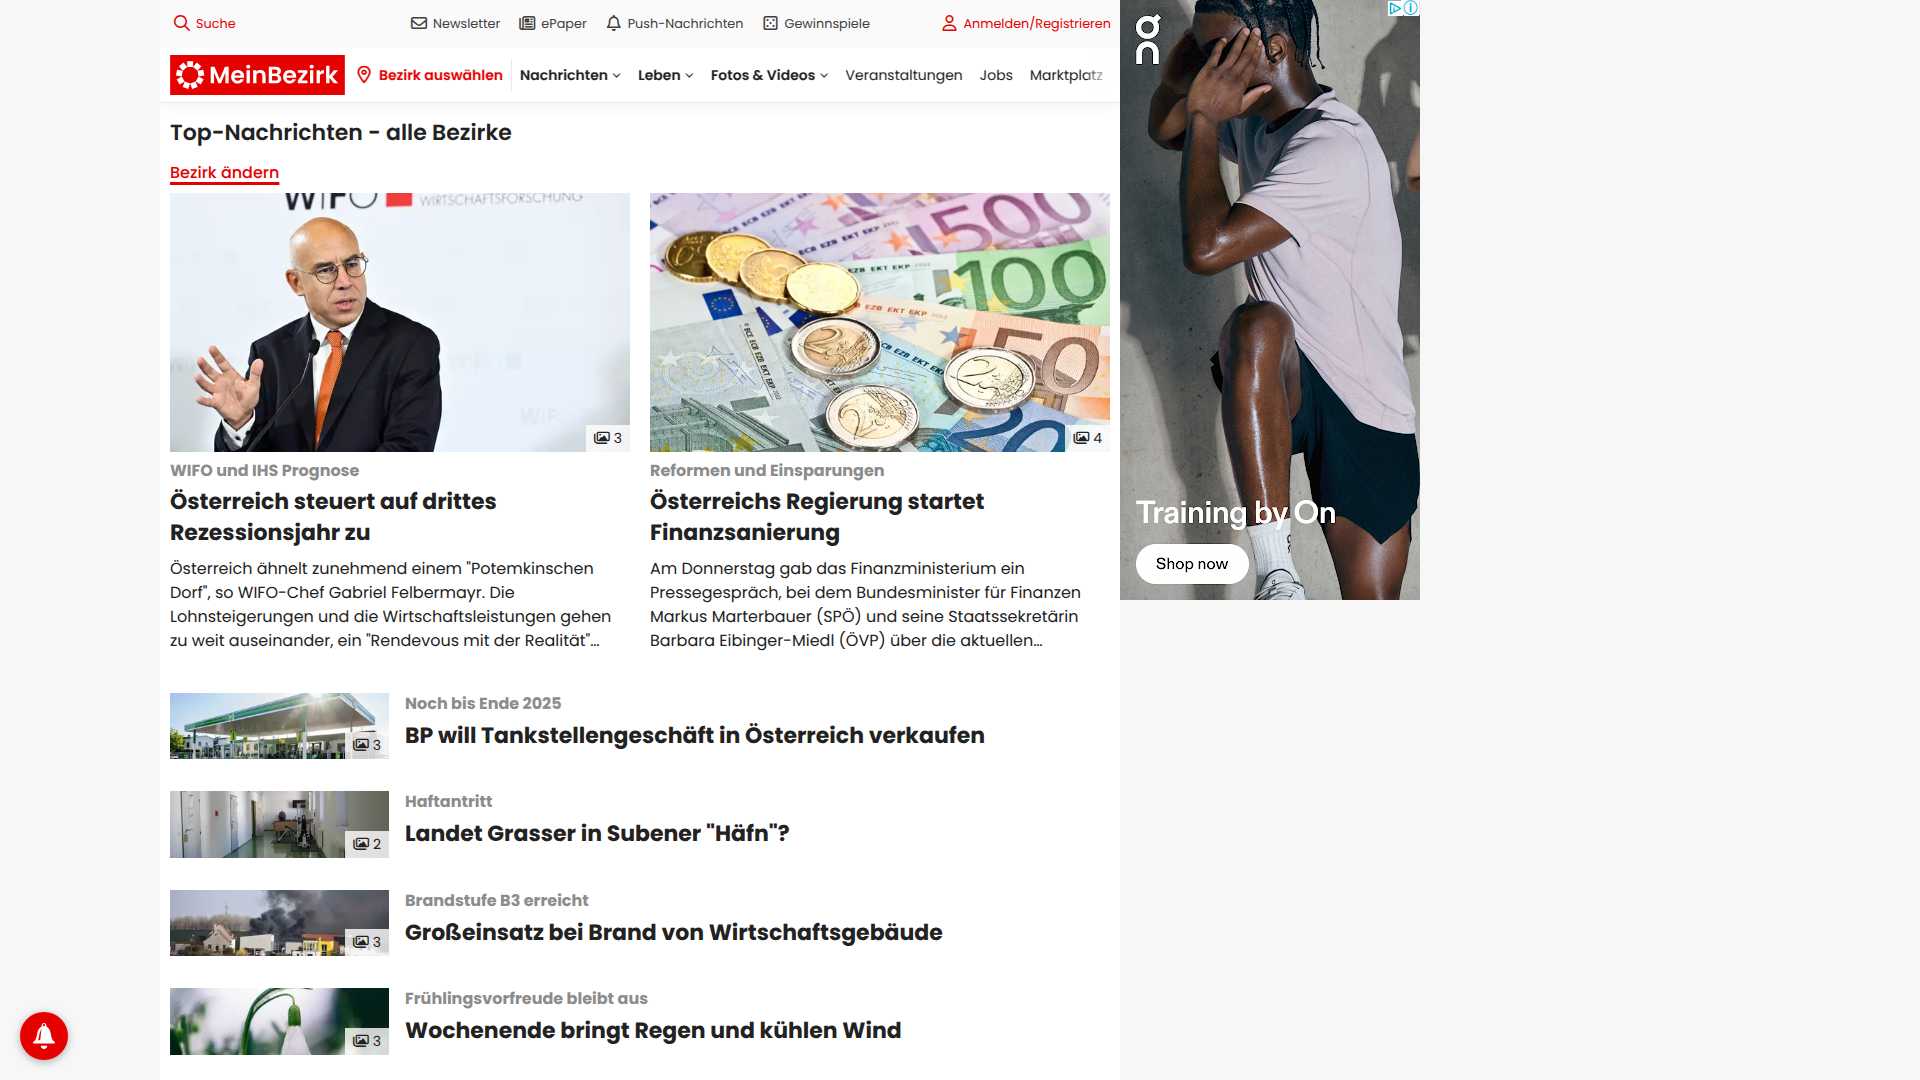 Suche
Newsletter
ePaper
Push-Nachrichten
Gewinnspiele
Anmelden/Registrieren
MeinBezirk
Bezirk auswählen
Nachrichten
Leben
Fotos & Videos
Veranstaltungen
Jobs
Marktplatz
Top-Nachrichten - alle Bezirke
Bezirk ändern
WIFO
WIRTSCHAFTSFORSCHUNG
3
WIFO und IHS Prognose
Österreich steuert auf drittes
Rezessionsjahr zu
Österreich ähnelt zunehmend einem "Potemkinschen
Dorf", so WIFO-Chef Gabriel Felbermayr. Die
Lohnsteigerungen und die Wirtschaftsleistungen gehen
zu weit auseinander, ein "Rendevous mit der Realität"...
500
100
50
20
2
2
2
4
Reformen und Einsparungen
Österreichs Regierung startet
Finanzsanierung
Am Donnerstag gab das Finanzministerium ein
Pressegespräch, bei dem Bundesminister für Finanzen
Markus Marterbauer (SPÖ) und seine Staatssekretärin
Barbara Eibinger-Miedl (ÖVP) über die aktuellen...
3
Noch bis Ende 2025
BP will Tankstellengeschäft in Österreich verkaufen
2
Haftantritt
Landet Grasser in Subener "Häfn"?
3
Brandstufe B3 erreicht
Großeinsatz bei Brand von Wirtschaftsgebäude
3
Frühlingsvorfreude bleibt aus
Wochenende bringt Regen und kühlen Wind
on
Training by On
Shop now